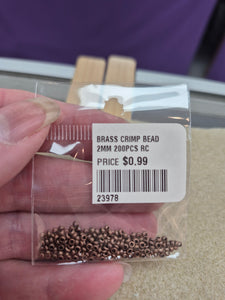 BRASS CRIMP BEAD
2MM 200PCS RC
PRICE $0.99
23978